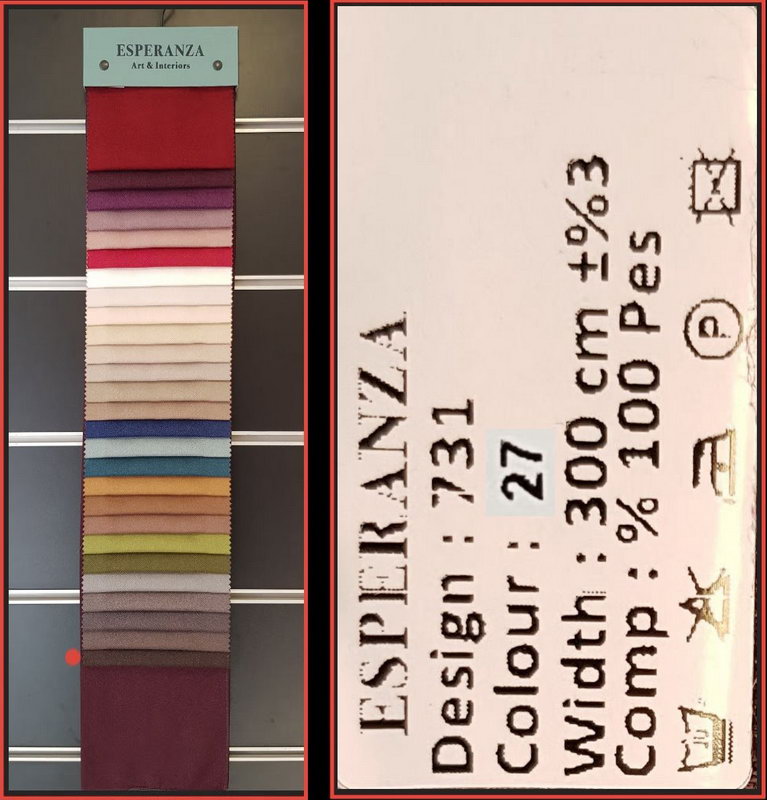 ESPERANZA
Art & Interiors
ESPERANZA
Design : 731
Colour : 27
Width : 300 cm ±%3
Comp : % 100 Pes
P